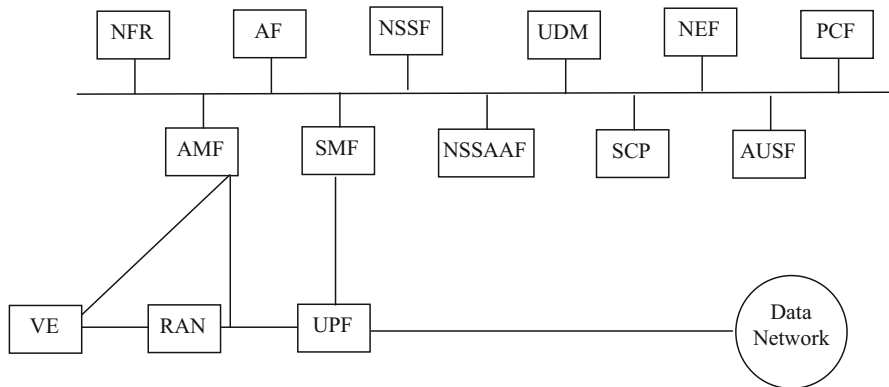 NFR
AF
NSSF
UDM
NEF
PCF
AMF
SMF
NSSAAF
SCP
AUSF
VE
RAN
UPF
Data
Network